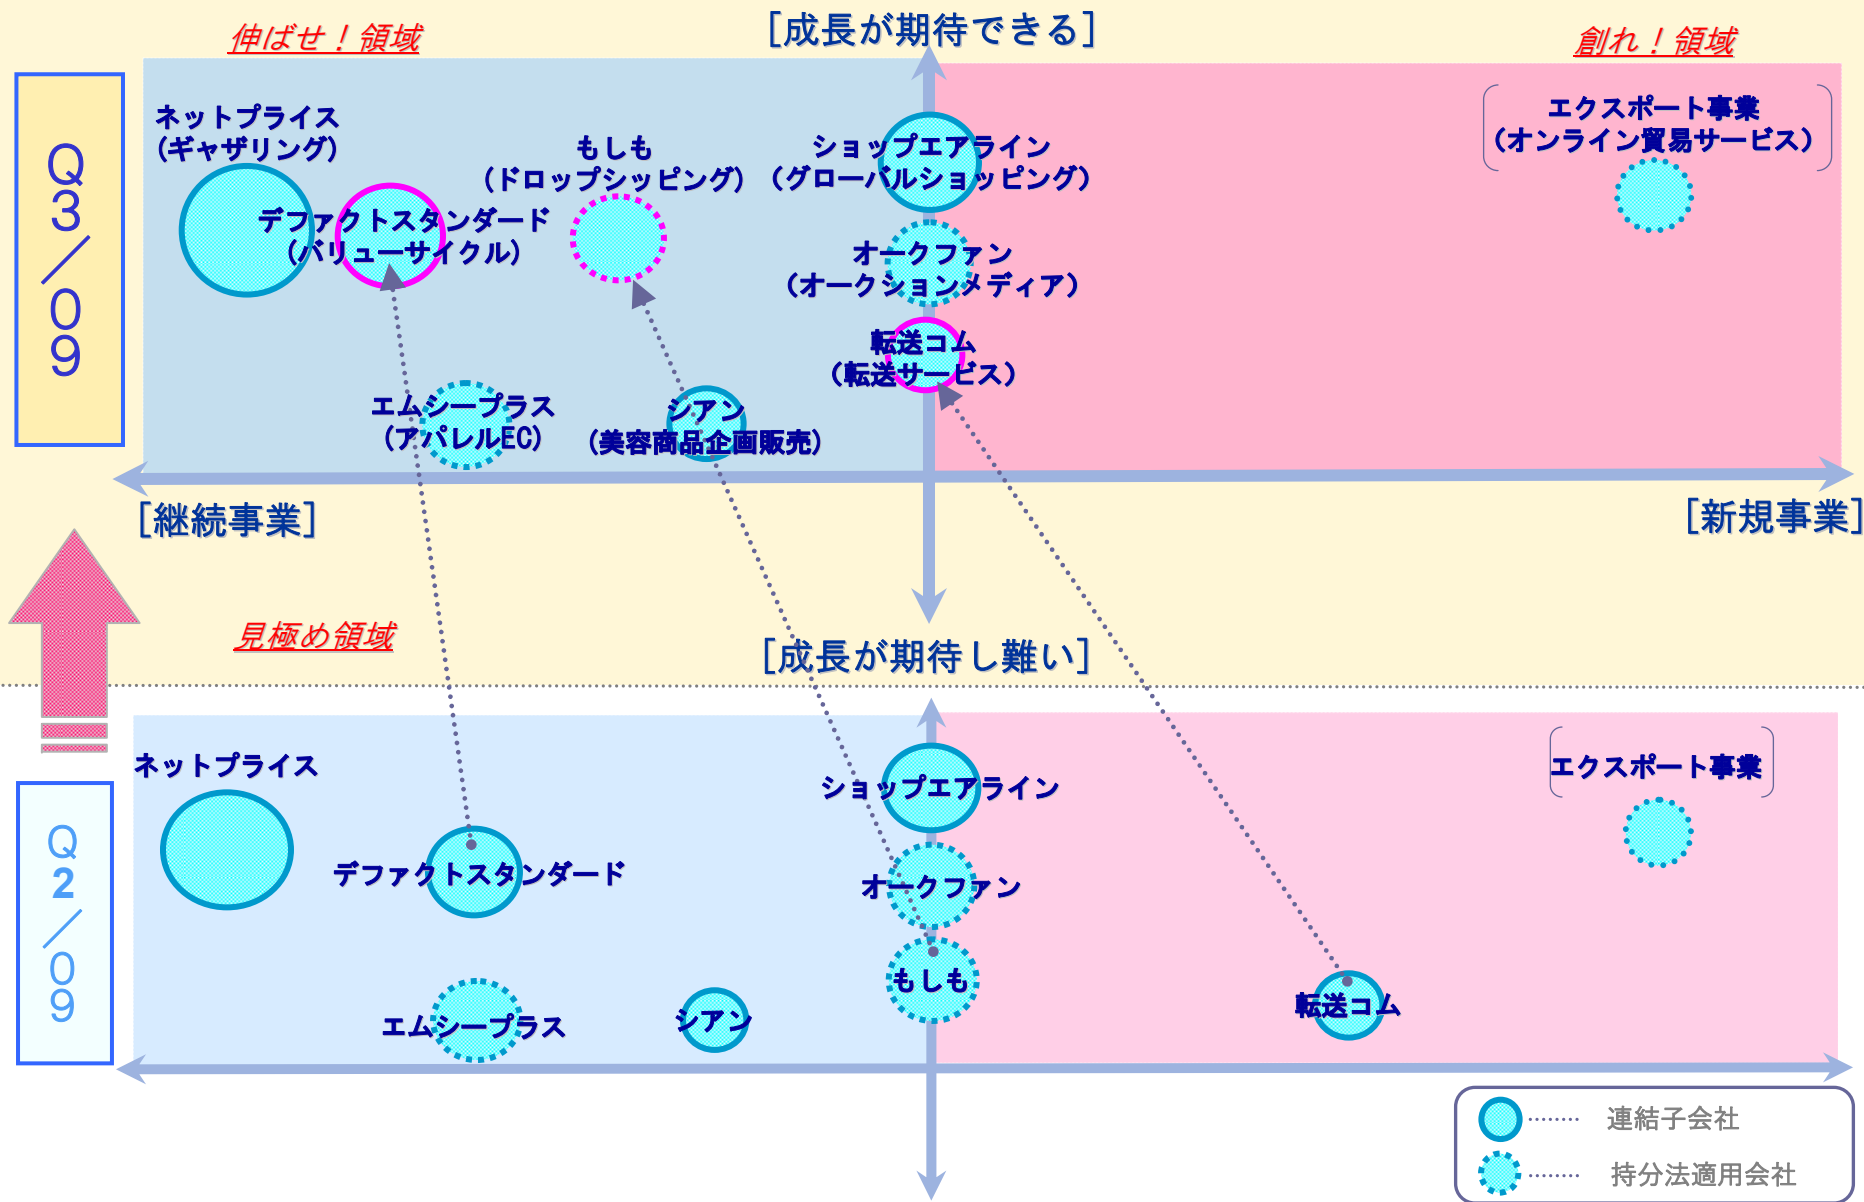 [成長が期待できる]
伸ばせ！領域
創れ！領域
Q3／09
ネットプライス
(ギャザリング)
デファクトスタンダード
(バリューサイクル)
もしも
(ドロップシッピング)
ショップエアライン
(グローバルショッピング)
エクスポート事業
(オンライン貿易サービス)
オークファン
(オークションメディア)
転送コム
(転送サービス)
エムシープラス
(アパレルEC)
シアン
(美容商品企画販売)
[継続事業]
[新規事業]
見極め領域
[成長が期待し難い]
Q2／09
ネットプライス
デファクトスタンダード
ショップエアライン
エクスポート事業
オークファン
もしも
エムシープラス
シアン
転送コム
連結子会社
持分法適用会社